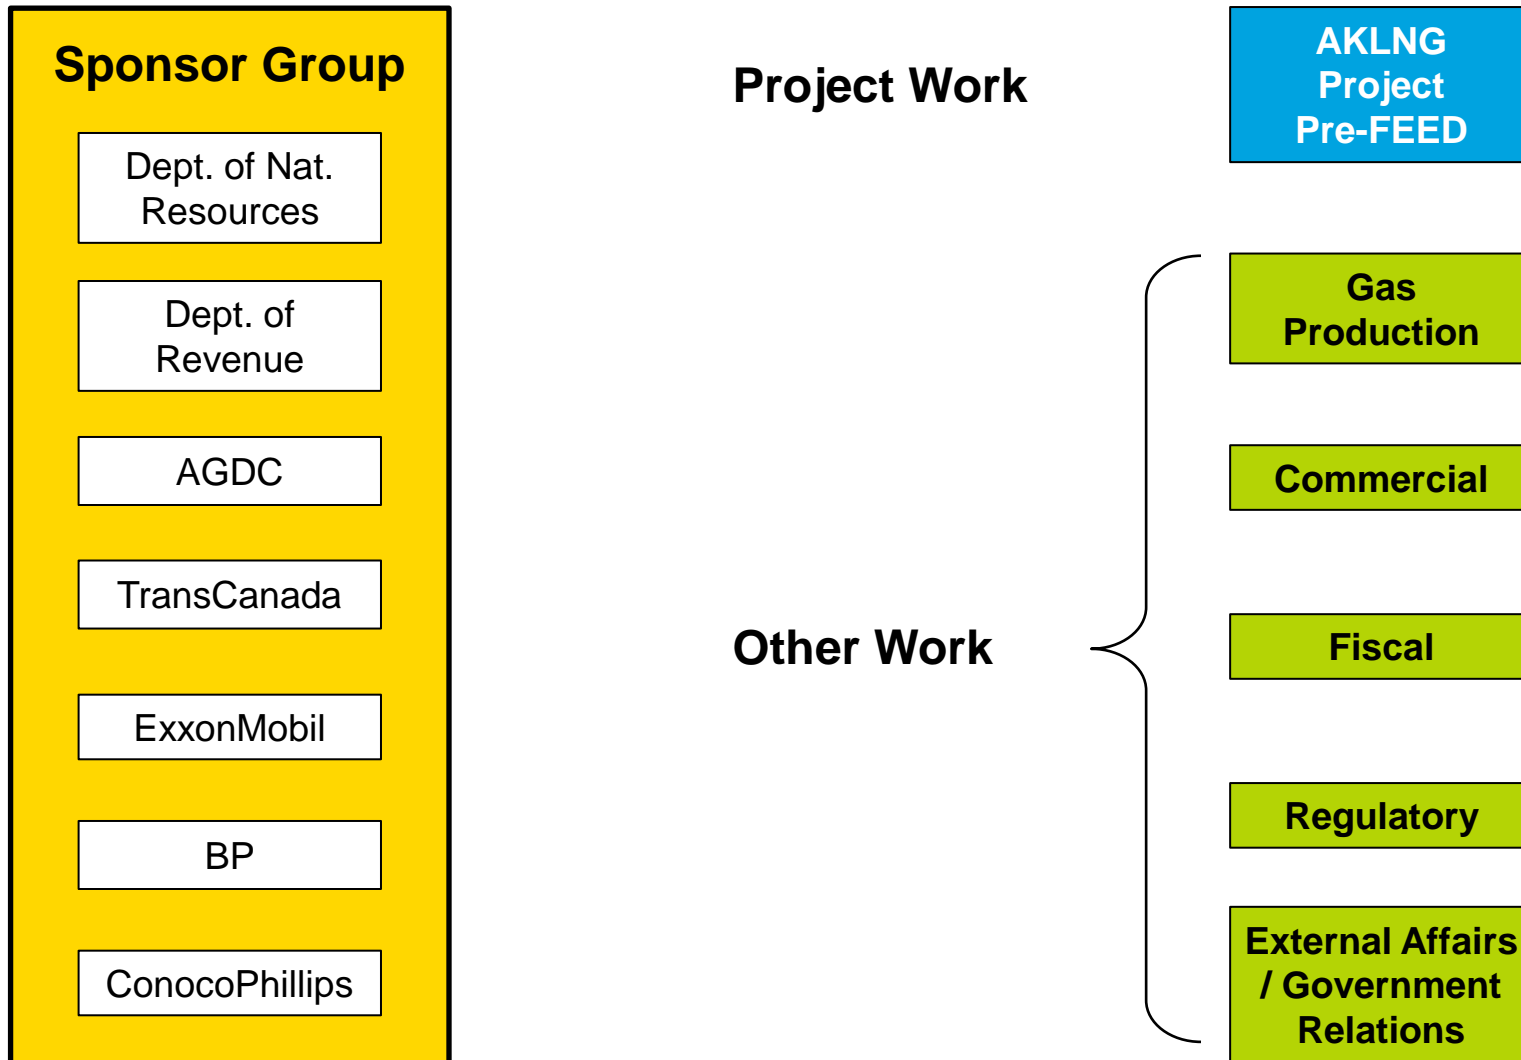 Sponsor Group
Dept. of Nat.
Resources
Dept. of
Revenue
AGDC
TransCanada
ExxonMobil
BP
ConocoPhillips
Project Work
AKLNG
Project
Pre-FEED
Other Work
Gas
Production
Commercial
Fiscal
Regulatory
External Affairs
/ Government
Relations